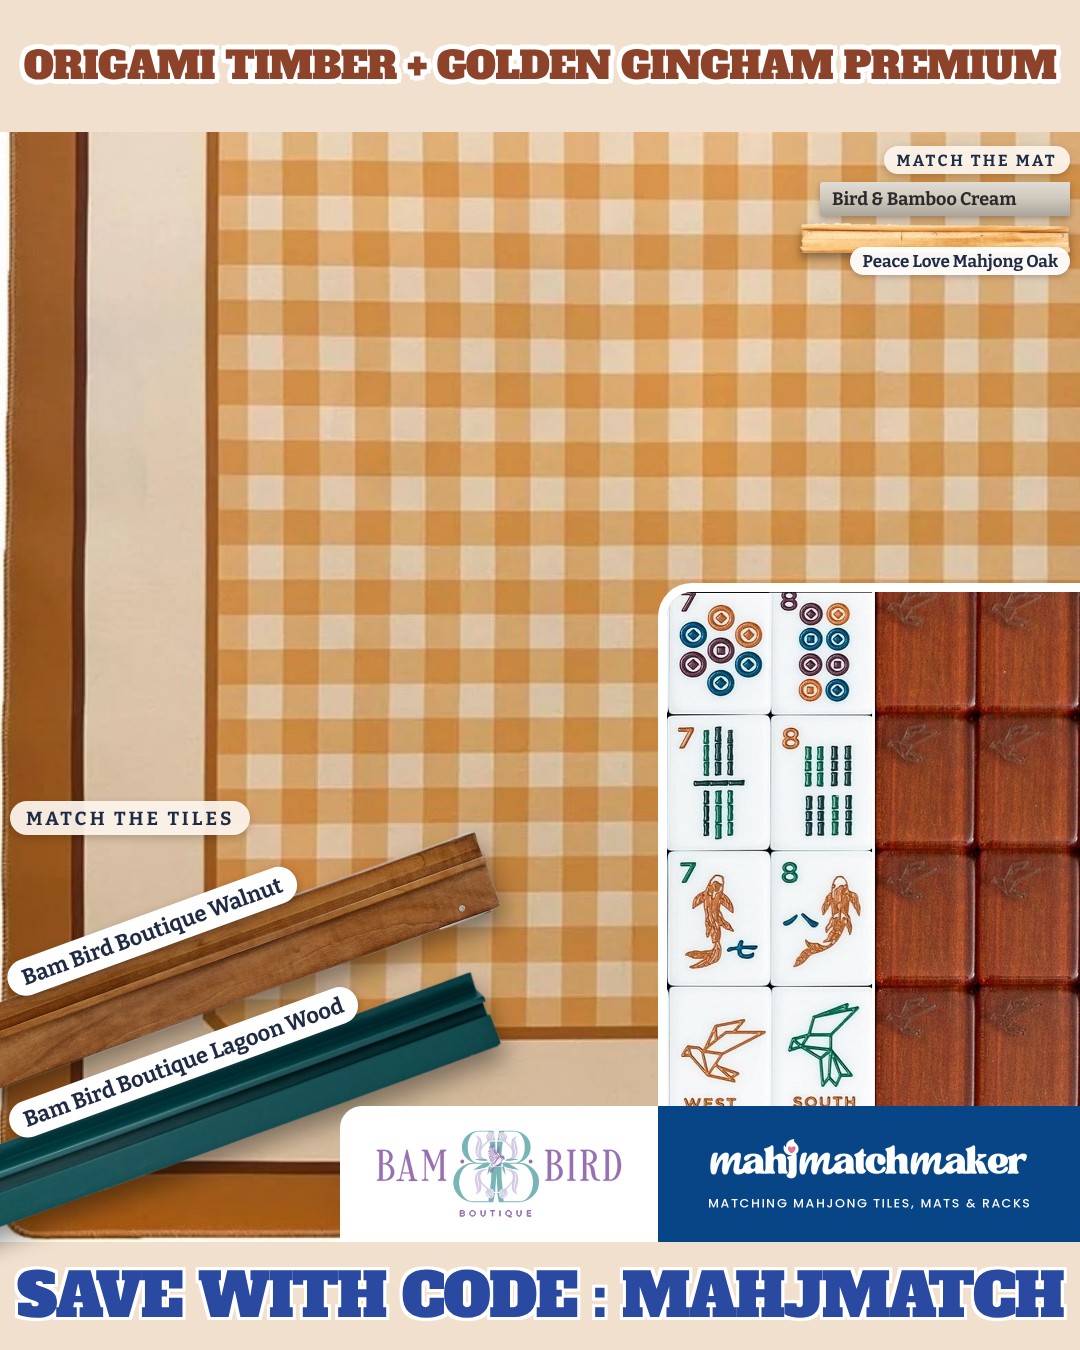 ORIGAMI TIMBER + GOLDEN GINGHAM PREMIUM
MATCH THE MAT
Bird & Bamboo Cream
Peace Love Mahjong Oak
7 8
7 8
7 8
七 八
WEST SOUTH
MATCH THE TILES
Bam Bird Boutique Walnut
Bam Bird Boutique Lagoon Wood
BAM BIRD
BOUTIQUE
mahjmatchmaker
MATCHING MAHJONG TILES, MATS & RACKS
SAVE WITH CODE : MAHJMATCH